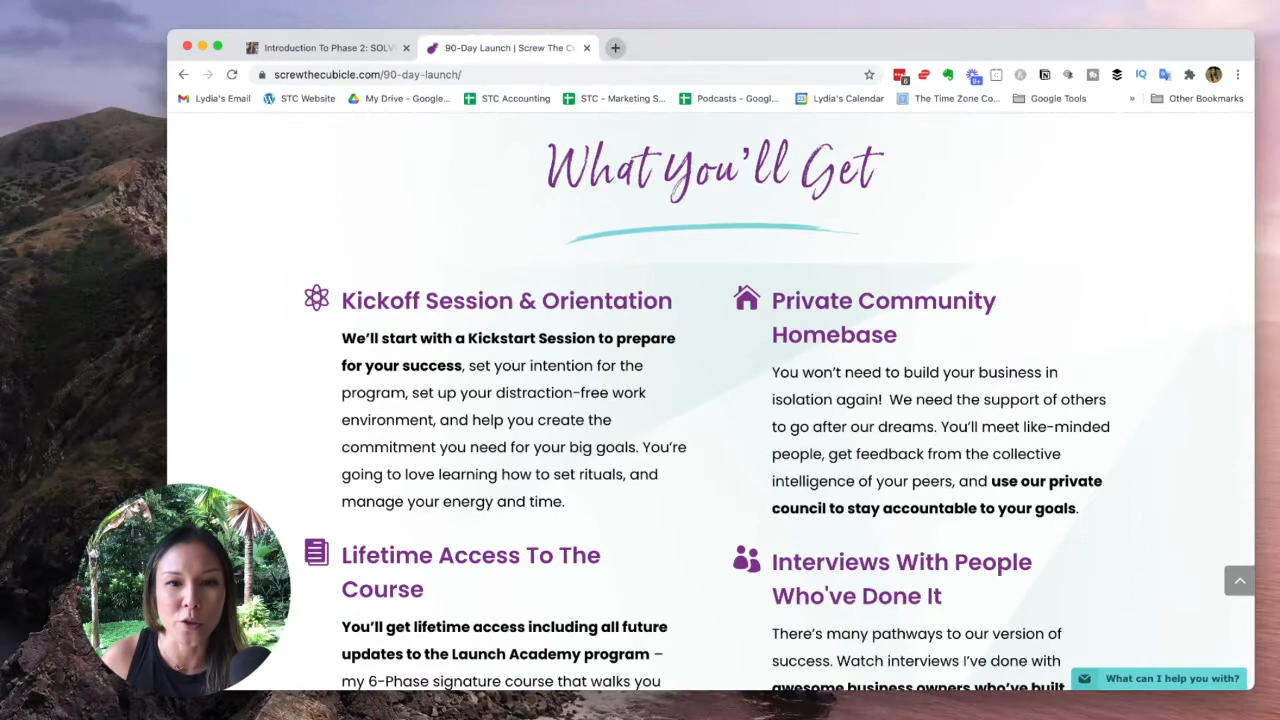 Introduction To Phase 2: SOLV
90-Day Launch | Screw The C
screwthecubicle.com/90-day-launch/
Lydia's Email
STC Website
My Drive - Google...
STC Accounting
STC - Marketing S...
Podcasts - Googl...
Lydia's Calendar
The Time Zone Co...
Google Tools
»
Other Bookmarks
What You'll Get
Kickoff Session & Orientation
We'll start with a Kickstart Session to prepare
for your success, set your intention for the
program, set up your distraction-free work
environment, and help you create the
commitment you need for your big goals. You're
going to love learning how to set rituals, and
manage your energy and time.
Private Community
Homebase
You won't need to build your business in
isolation again!  We need the support of others
to go after our dreams. You'll meet like-minded
people, get feedback from the collective
intelligence of your peers, and use our private
council to stay accountable to your goals.
Lifetime Access To The
Course
You'll get lifetime access including all future
updates to the Launch Academy program –
my 6-Phase signature course that walks you
Interviews With People
Who've Done It
There's many pathways to our version of
success. Watch interviews I've done with
awesome business owners who've built
What can I help you with?